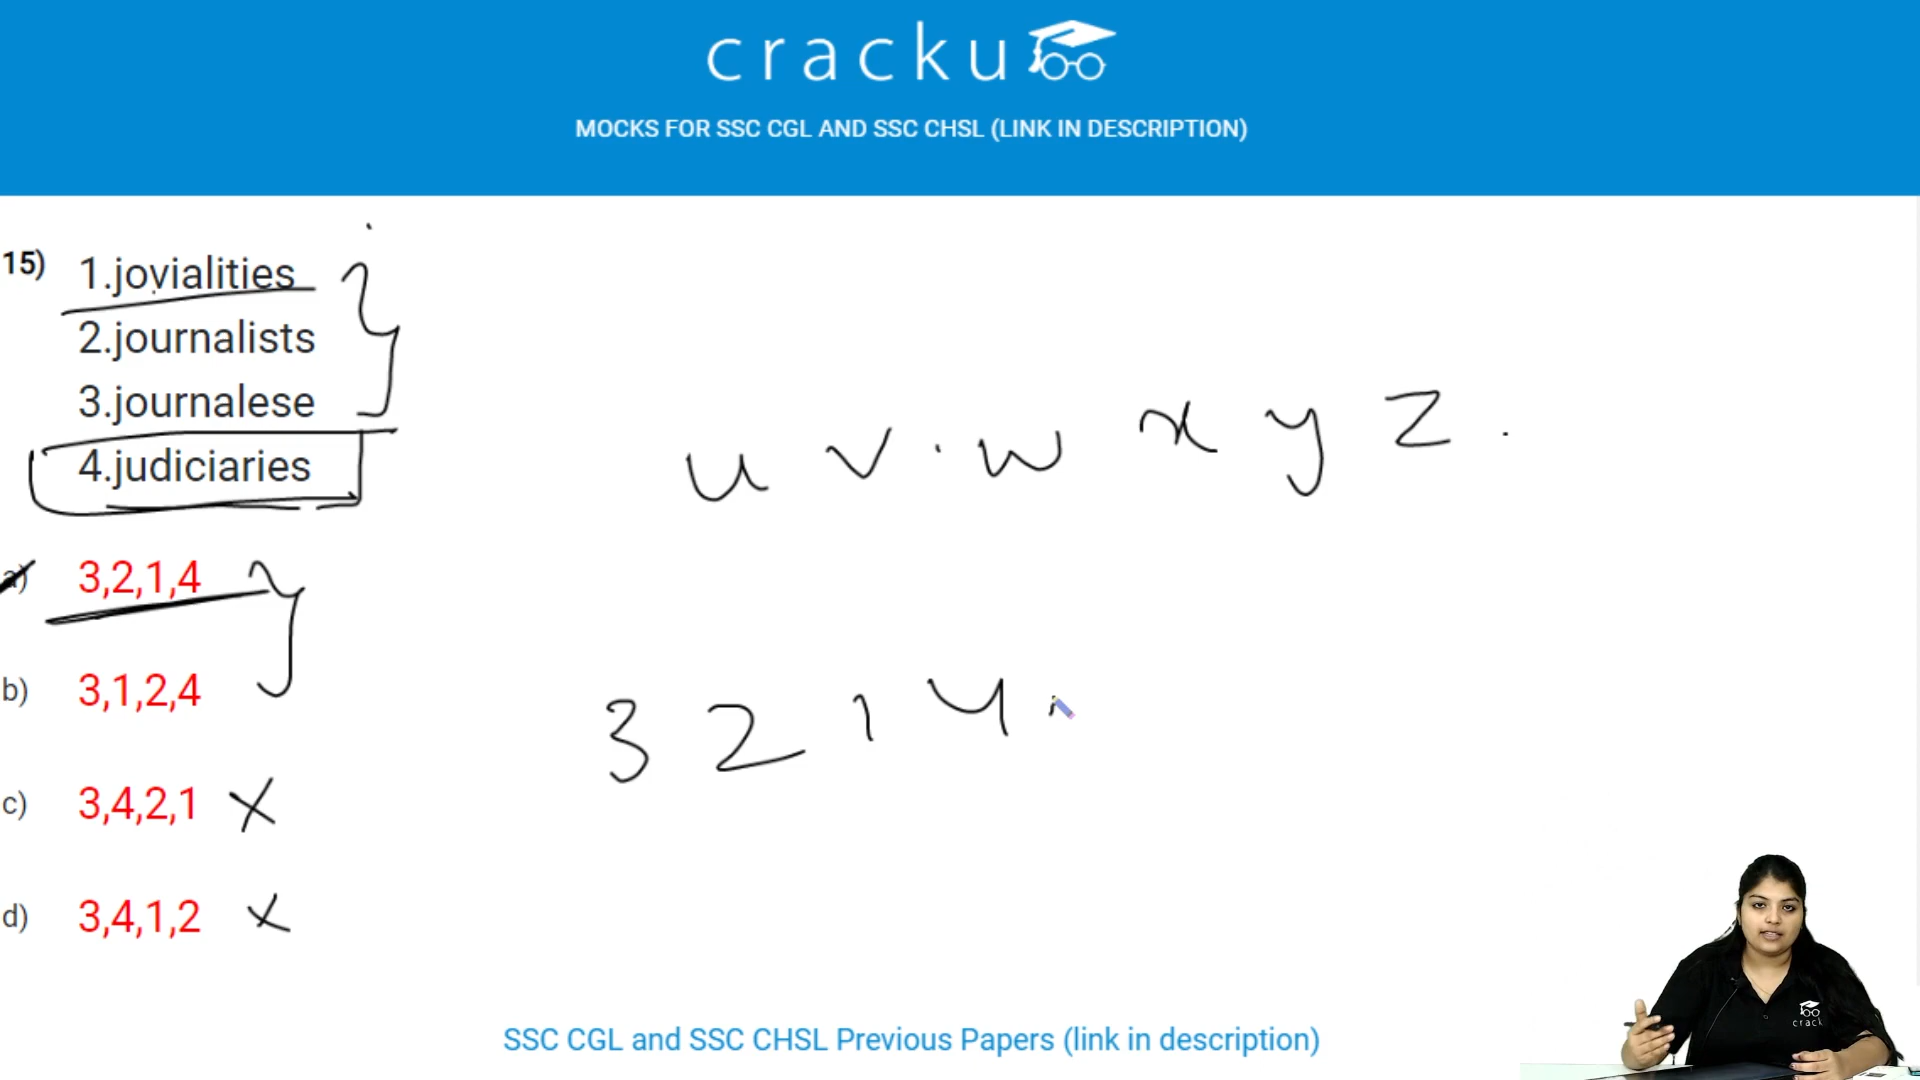 cracku
MOCKS FOR SSC CGL AND SSC CHSL (LINK IN DESCRIPTION)
15) 1.jovialities
2.journalists
3.journalese
4.judiciaries
a) 3,2,1,4
b) 3,1,2,4
c) 3,4,2,1
d) 3,4,1,2
u v . w x y z .
3 2 1 4
SSC CGL and SSC CHSL Previous Papers (link in description)
crack